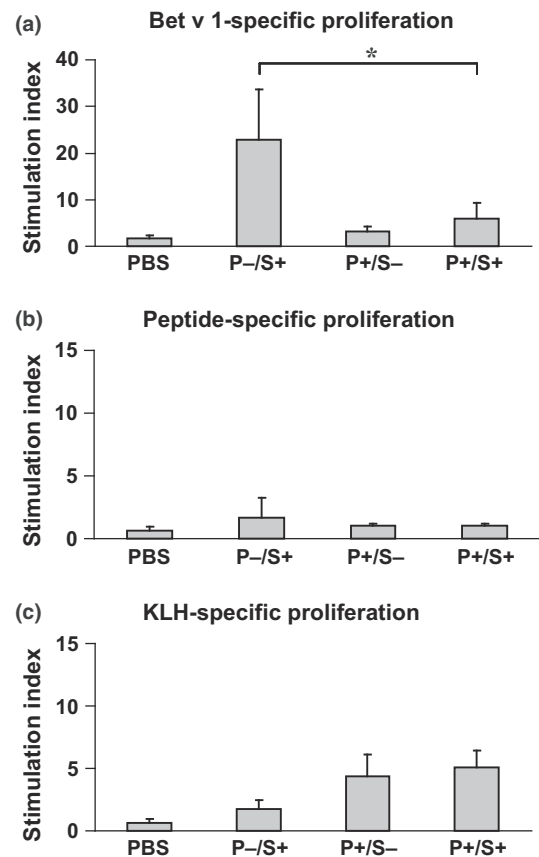 (a)
Bet v 1-specific proliferation
*
40
30
20
10
0
Stimulation index
PBS P–/S+ P+/S– P+/S+
(b)
Peptide-specific proliferation
15
10
5
0
Stimulation index
PBS P–/S+ P+/S– P+/S+
(c)
KLH-specific proliferation
15
10
5
0
Stimulation index
PBS P–/S+ P+/S– P+/S+